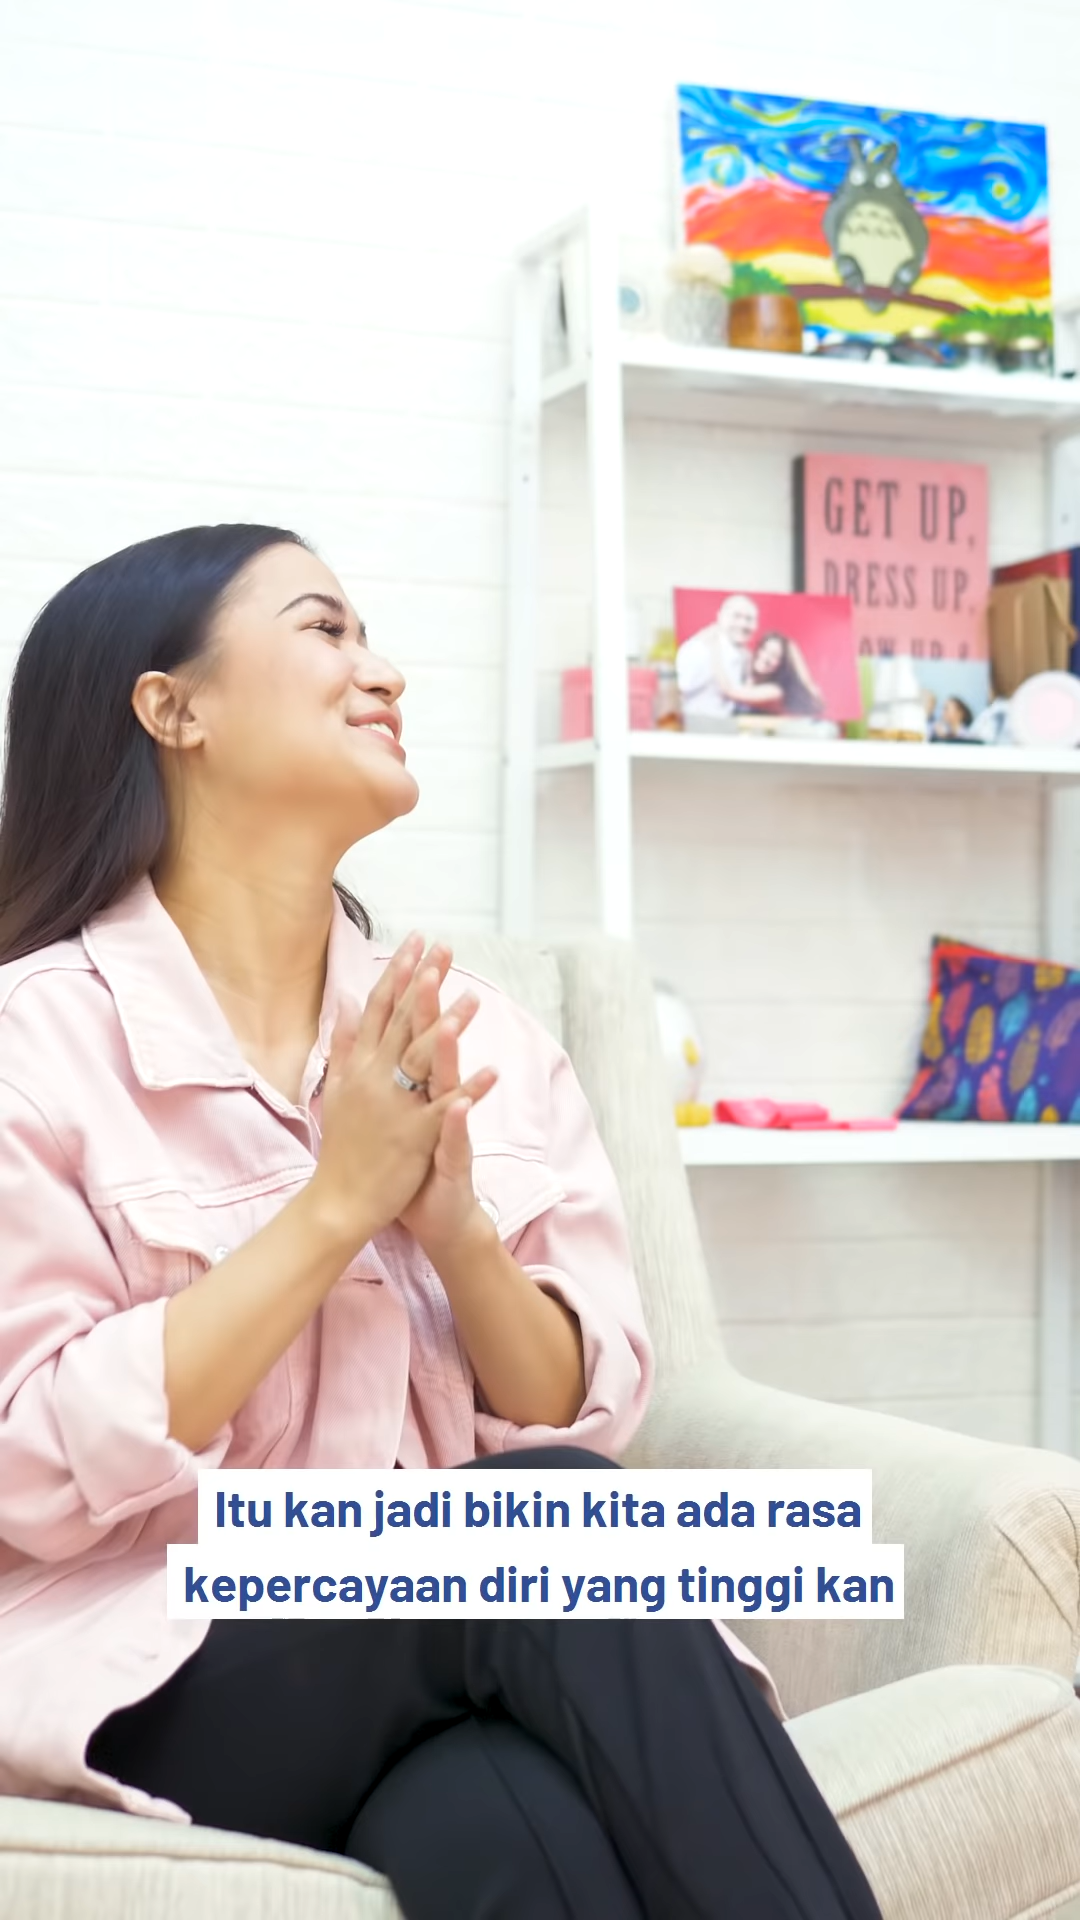 GET UP,
DRESS UP,
Itu kan jadi bikin kita ada rasa
kepercayaan diri yang tinggi kan